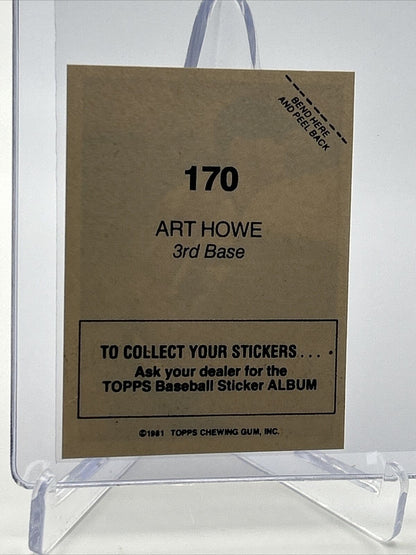 BEND HERE
AND PEEL BACK
170
ART HOWE
3rd Base
TO COLLECT YOUR STICKERS....
Ask your dealer for the
TOPPS Baseball Sticker ALBUM
©1981 TOPPS CHEWING GUM, INC.